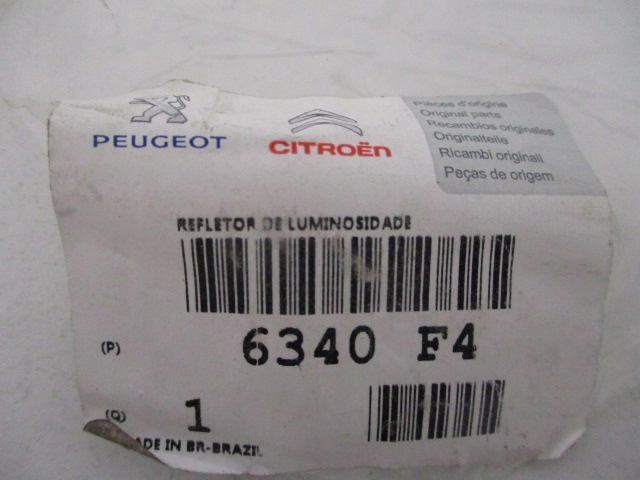 PEUGEOT
CITROËN
Pièces d'origine
Original parts
Recambios originales
Originalteile
Ricambi originali
Peças de origem
REFLETOR DE LUMINOSIDADE
(P) 6340 F4
(Q) 1
ADE IN BR-BRAZIL